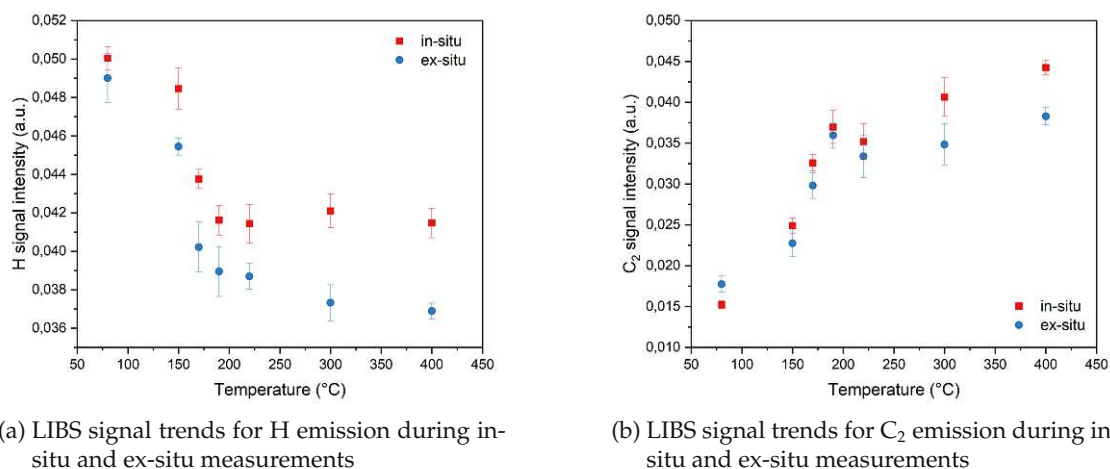 0,052
0,050
0,048
0,046
0,044
0,042
0,040
0,038
0,036
H signal intensity (a.u.)
in-situ
ex-situ
50 100 150 200 250 300 350 400 450
Temperature (°C)
(a) LIBS signal trends for H emission during in-
situ and ex-situ measurements
0,050
0,045
0,040
0,035
0,030
0,025
0,020
0,015
0,010
C₂ signal intensity (a.u.)
in-situ
ex-situ
50 100 150 200 250 300 350 400 450
Temperature (°C)
(b) LIBS signal trends for C₂ emission during in
situ and ex-situ measurements